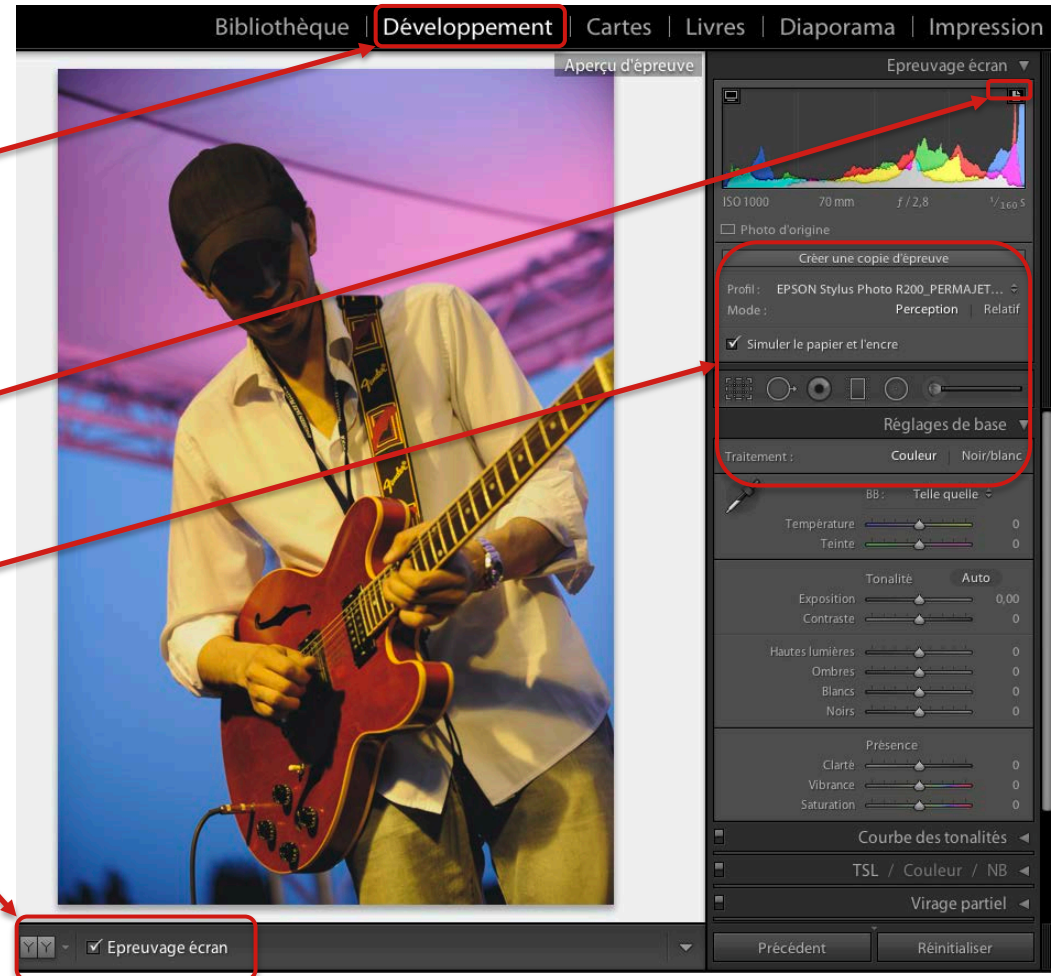 Bibliothèque | Développement | Cartes | Livres | Diaporama | Impression
Aperçu d'épreuve
Epreuvage écran
ISO 1000 70 mm f / 2,8 1/160 s
Photo d'origine
Créer une copie d'épreuve
Profil : EPSON Stylus Photo R200_PERMAJET...
Mode : Perception | Relatif
Simuler le papier et l'encre
Réglages de base
Traitement : Couleur | Noir/blanc
BB : Telle quelle
Température 0
Teinte 0
Tonalité Auto
Exposition 0,00
Contraste 0
Hautes lumières 0
Ombres 0
Blancs 0
Noirs 0
Présence
Clarté 0
Vibrance 0
Saturation 0
Courbe des tonalités
TSL / Couleur / NB
Virage partiel
Y Y
Epreuvage écran
Précédent
Réinitialiser
Fender
Fender